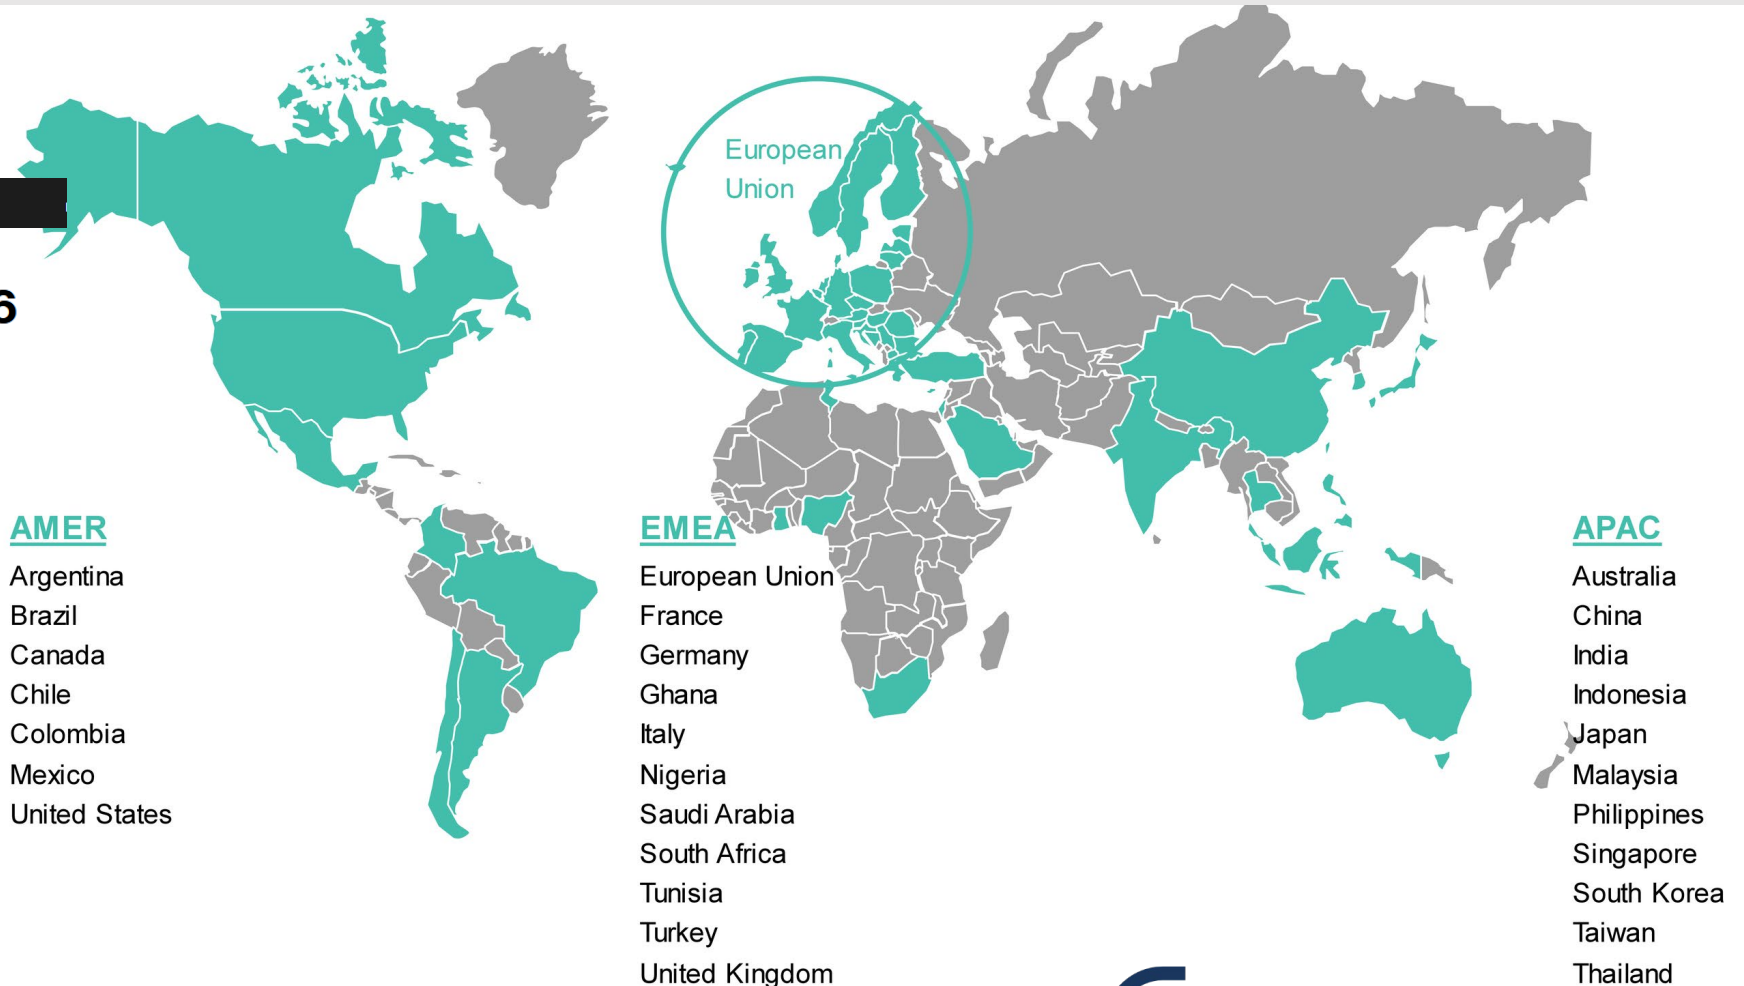 6
European
Union
AMER
Argentina
Brazil
Canada
Chile
Colombia
Mexico
United States
EMEA
European Union
France
Germany
Ghana
Italy
Nigeria
Saudi Arabia
South Africa
Tunisia
Turkey
United Kingdom
APAC
Australia
China
India
Indonesia
Japan
Malaysia
Philippines
Singapore
South Korea
Taiwan
Thailand